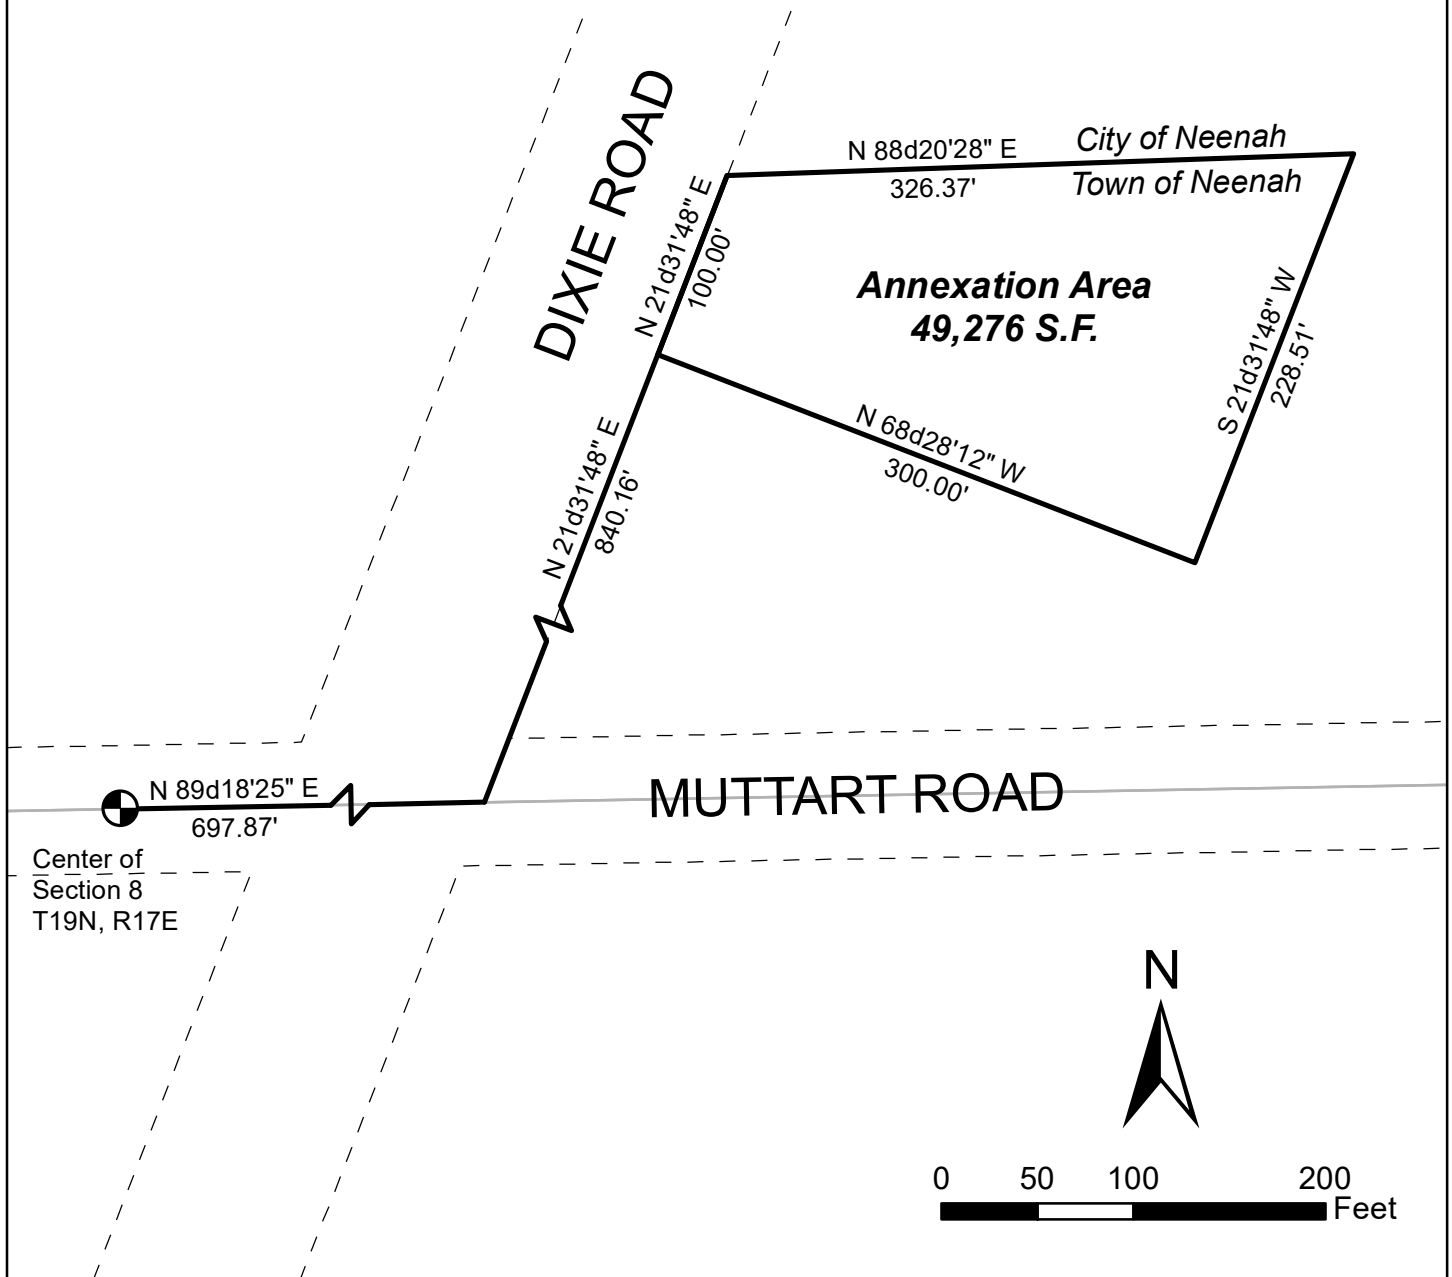 DIXIE ROAD
N 88d20'28" E
326.37'
City of Neenah
Town of Neenah
N 21d31'48" E
100.00'
Annexation Area
49,276 S.F.
S 21d31'48" W
228.51'
N 68d28'12" W
300.00'
N 21d31'48" E
840.16'
N 89d18'25" E
697.87'
MUTTART ROAD
Center of
Section 8
T19N, R17E
N
0 50 100 200
Feet